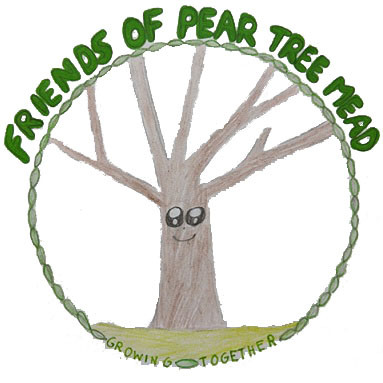 FRIENDS OF PEAR TREE MEAD
GROWING TOGETHER